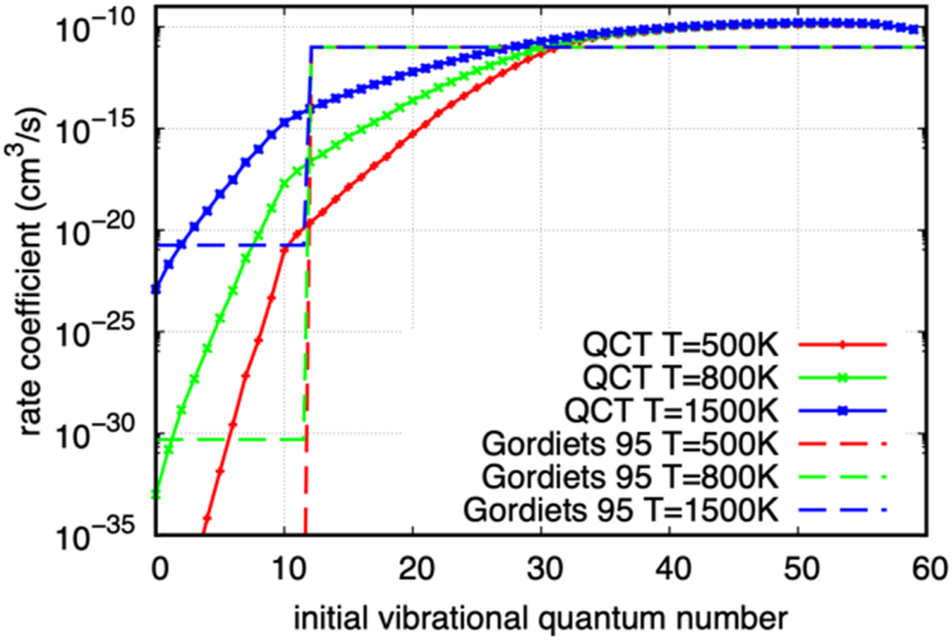 10⁻¹⁰
10⁻¹⁵
10⁻²⁰
10⁻²⁵
10⁻³⁰
10⁻³⁵
rate coefficient (cm³/s)
QCT T=500K
QCT T=800K
QCT T=1500K
Gordiets 95 T=500K
Gordiets 95 T=800K
Gordiets 95 T=1500K
0 10 20 30 40 50 60
initial vibrational quantum number